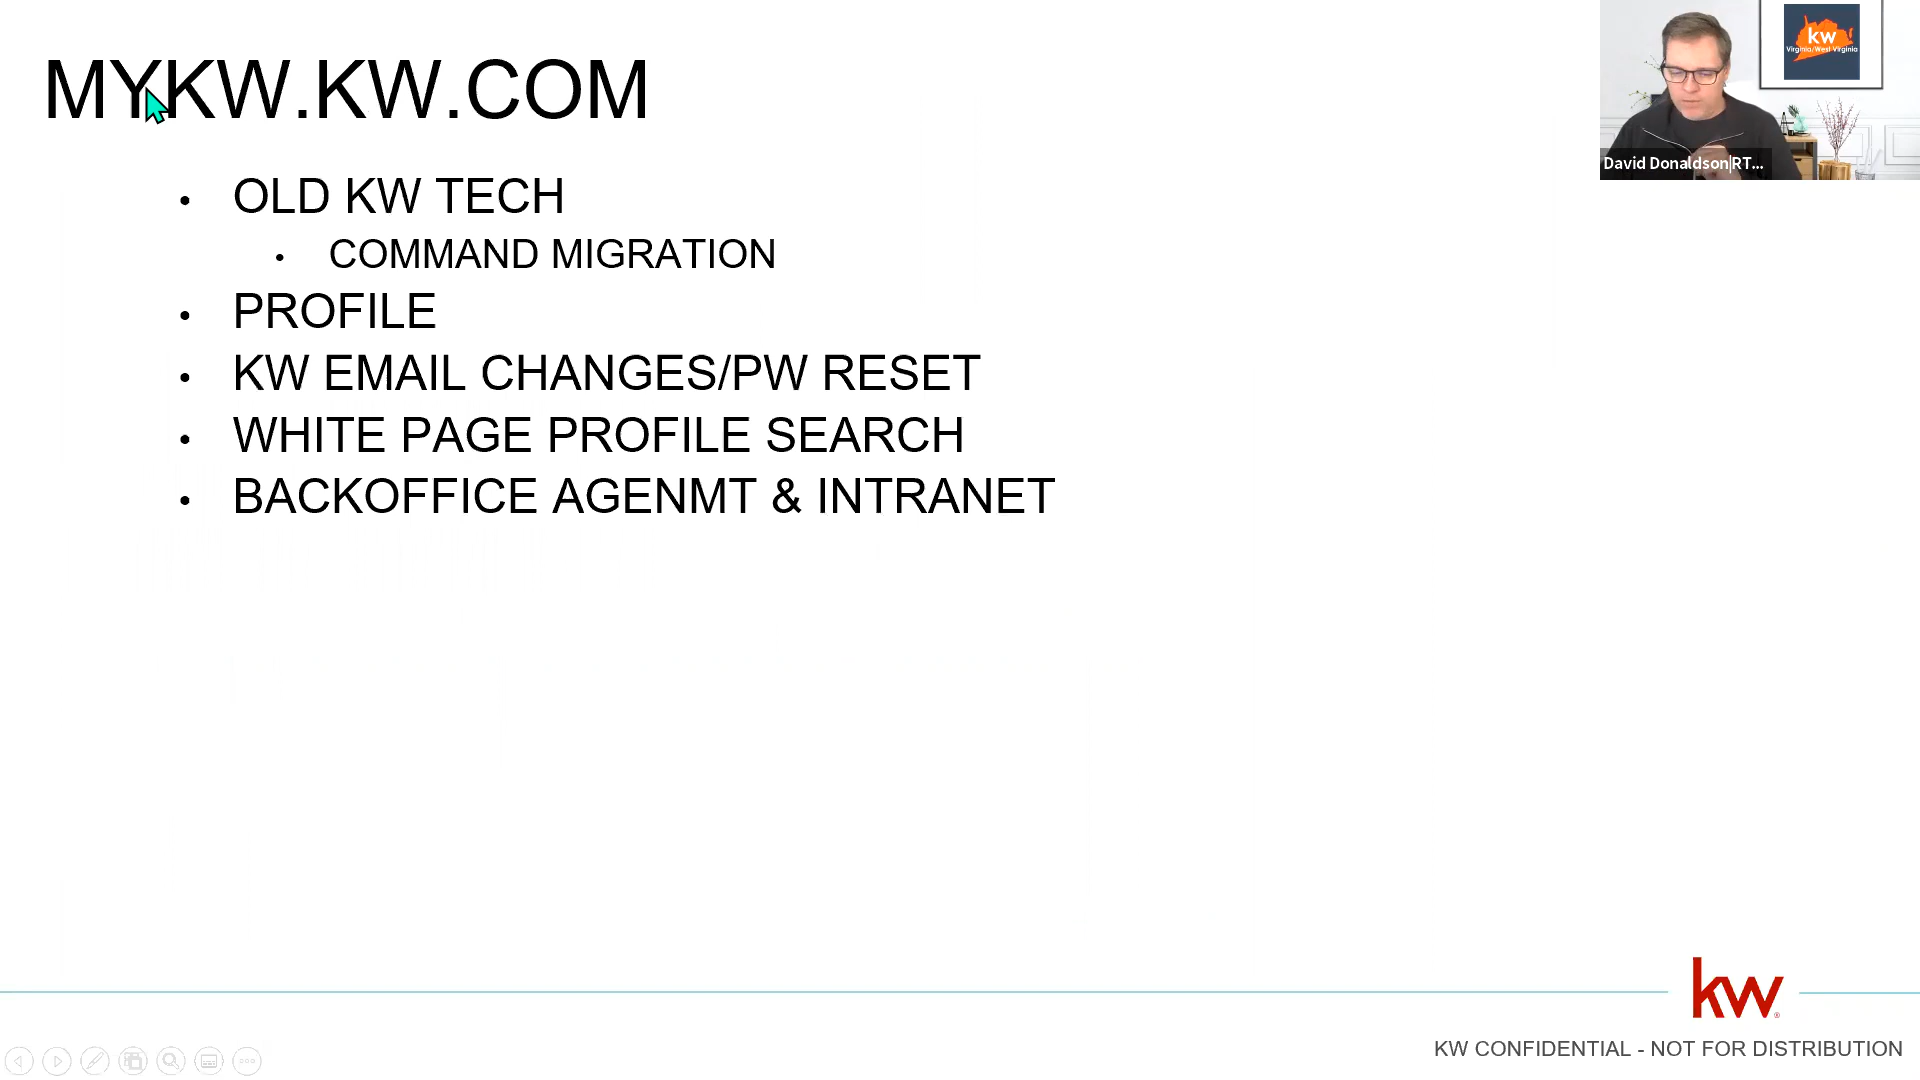 MYKW.KW.COM
OLD KW TECH
COMMAND MIGRATION
PROFILE
KW EMAIL CHANGES/PW RESET
WHITE PAGE PROFILE SEARCH
BACKOFFICE AGENMT & INTRANET
kw
Virginia/West Virginia
David Donaldson|RT...
kw
KW CONFIDENTIAL - NOT FOR DISTRIBUTION